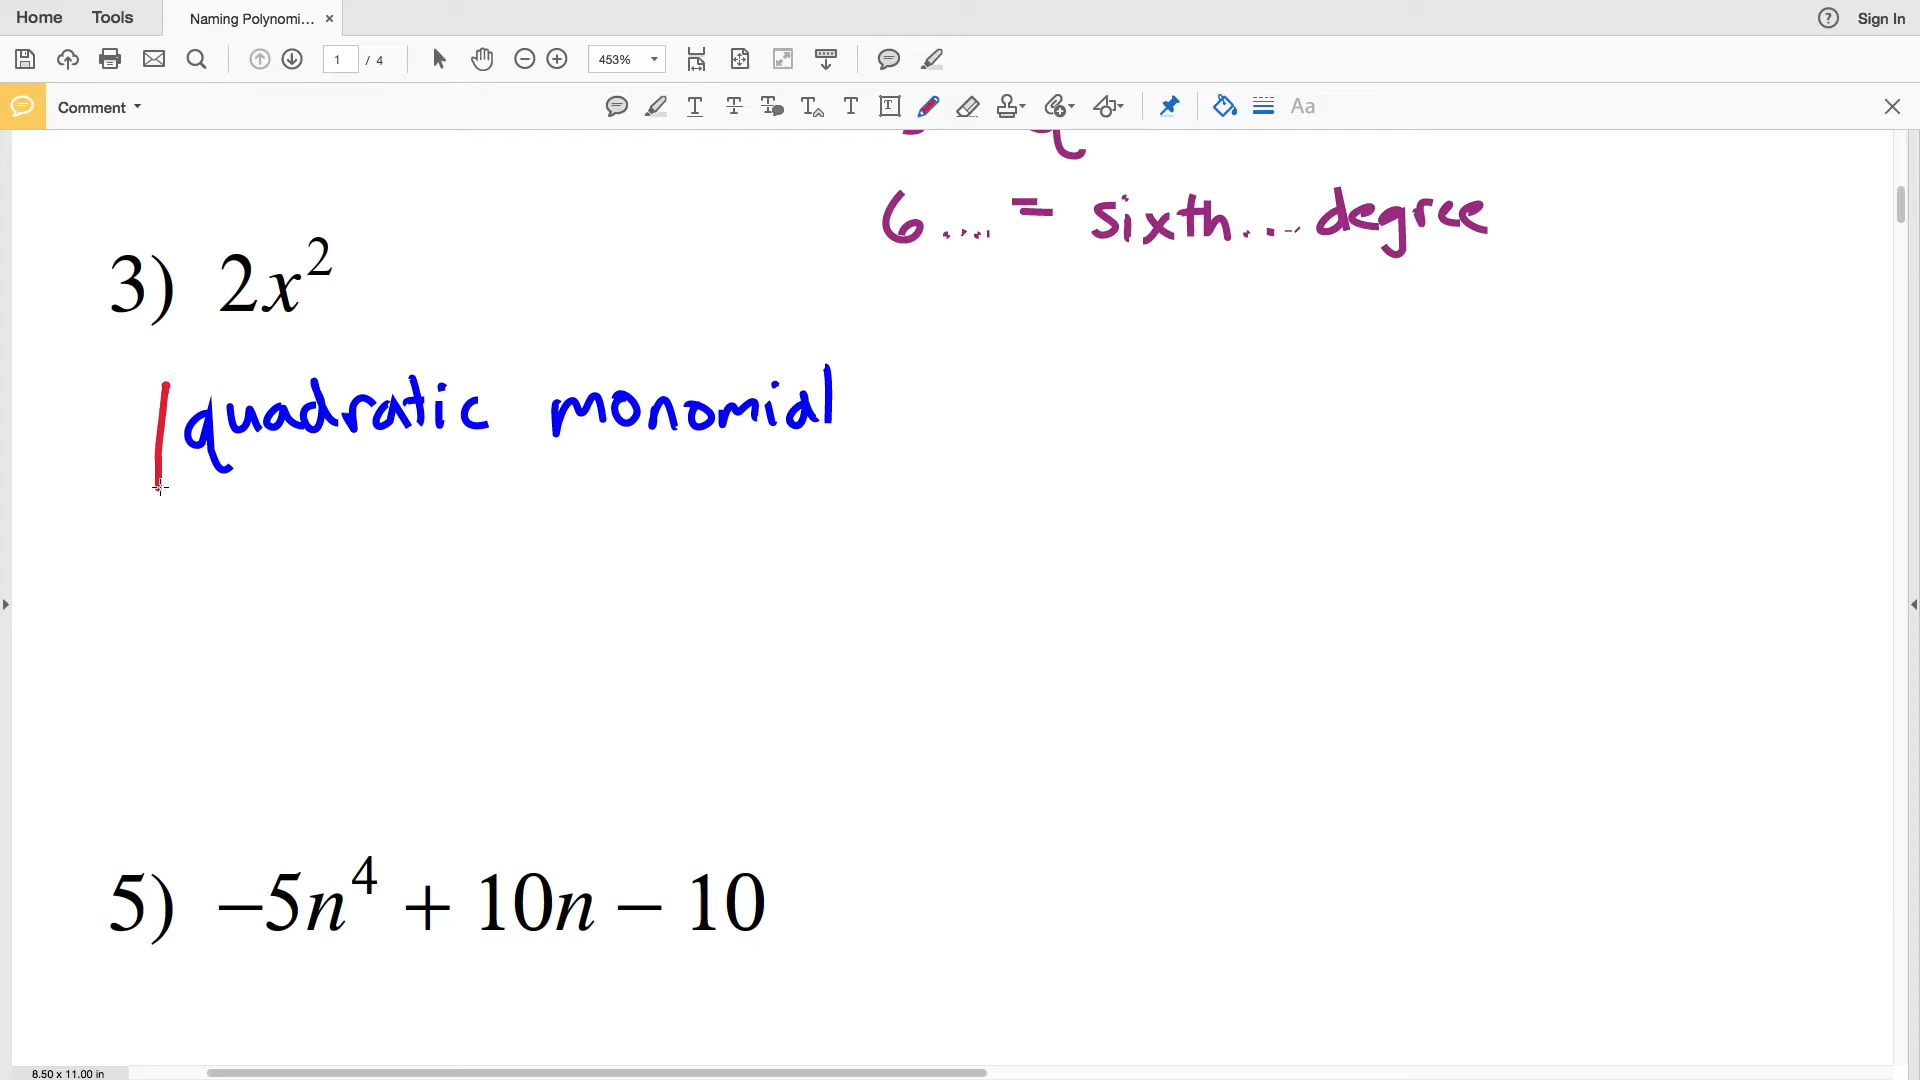 Home Tools Naming Polynomi... × Sign In
1 / 4 453%
Comment Aa
6 .... = sixth... degree
3) 2x²
quadratic monomial
5) −5n⁴ + 10n − 10
8.50 x 11.00 in